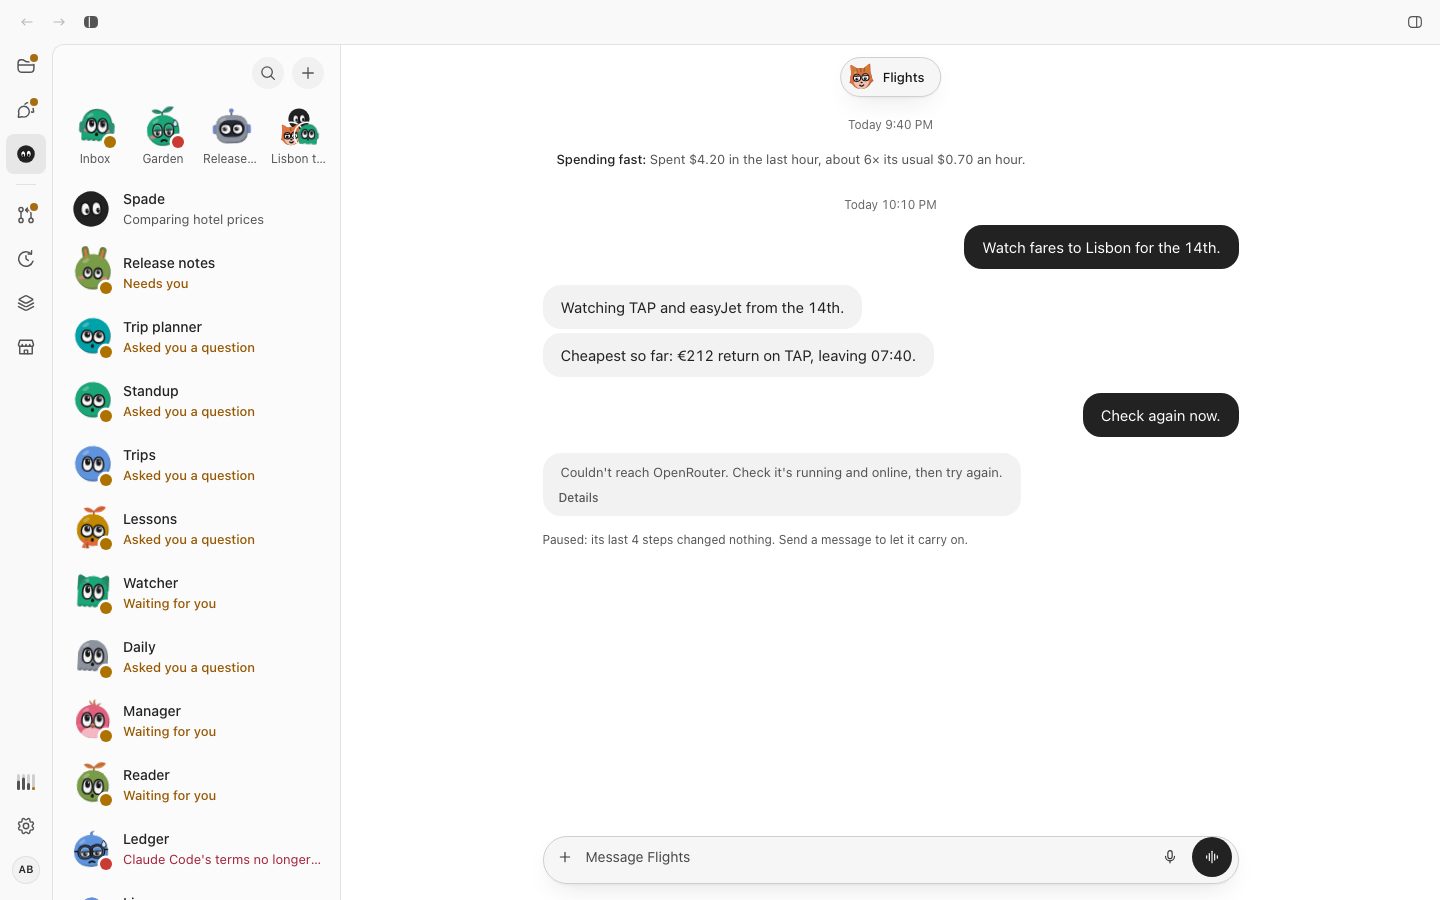 Inbox
Garden
Release...
Lisbon t...
Spade
Comparing hotel prices
Release notes
Needs you
Trip planner
Asked you a question
Standup
Asked you a question
Trips
Asked you a question
Lessons
Asked you a question
Watcher
Waiting for you
Daily
Asked you a question
Manager
Waiting for you
Reader
Waiting for you
Ledger
Claude Code's terms no longer...
AB
Flights
Today 9:40 PM
Spending fast: Spent $4.20 in the last hour, about 6× its usual $0.70 an hour.
Today 10:10 PM
Watch fares to Lisbon for the 14th.
Watching TAP and easyJet from the 14th.
Cheapest so far: €212 return on TAP, leaving 07:40.
Check again now.
Couldn't reach OpenRouter. Check it's running and online, then try again.
Details
Paused: its last 4 steps changed nothing. Send a message to let it carry on.
Message Flights